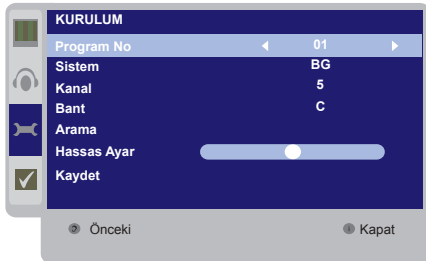 KURULUM
Program No 01
Sistem BG
Kanal 5
Bant C
Arama
Hassas Ayar
Kaydet
Önceki Kapat